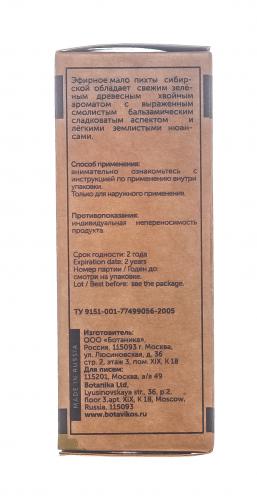 Эфирное мало пихты сибир-
ской обладает свежим зеле-
ным древесным хвойным
ароматом с выраженным
смолистым бальзамическим
сладковатым аспектом и
лёгкими землистыми нюан-
сами.
Способ применения:
внимательно ознакомьтесь с
инструкцией по применению внутри
упаковки.
Только для наружного применения.
Противопоказания:
индивидуальная непереносимость
продукта.
Срок годности: 2 года
Expiration date: 2 years
Номер партии / Годен до:
смотри на упаковке.
Lot / Best before: see the package.
ТУ 9151-001-77499056-2005
Изготовитель:
ООО «Ботаника».
Россия, 115093 г. Москва,
ул. Люсиновская, д. 36
стр. 2, этаж 3, пом. XIX, К 18
Для писем:
115201, Москва, а/я 49
Botanika Ltd,
Lyusinovskaya str., 36, p.2,
floor 3.apt XIX, K 18, Moscow,
Russia, 115093
www.botavikos.ru
MADE IN RUSSIA